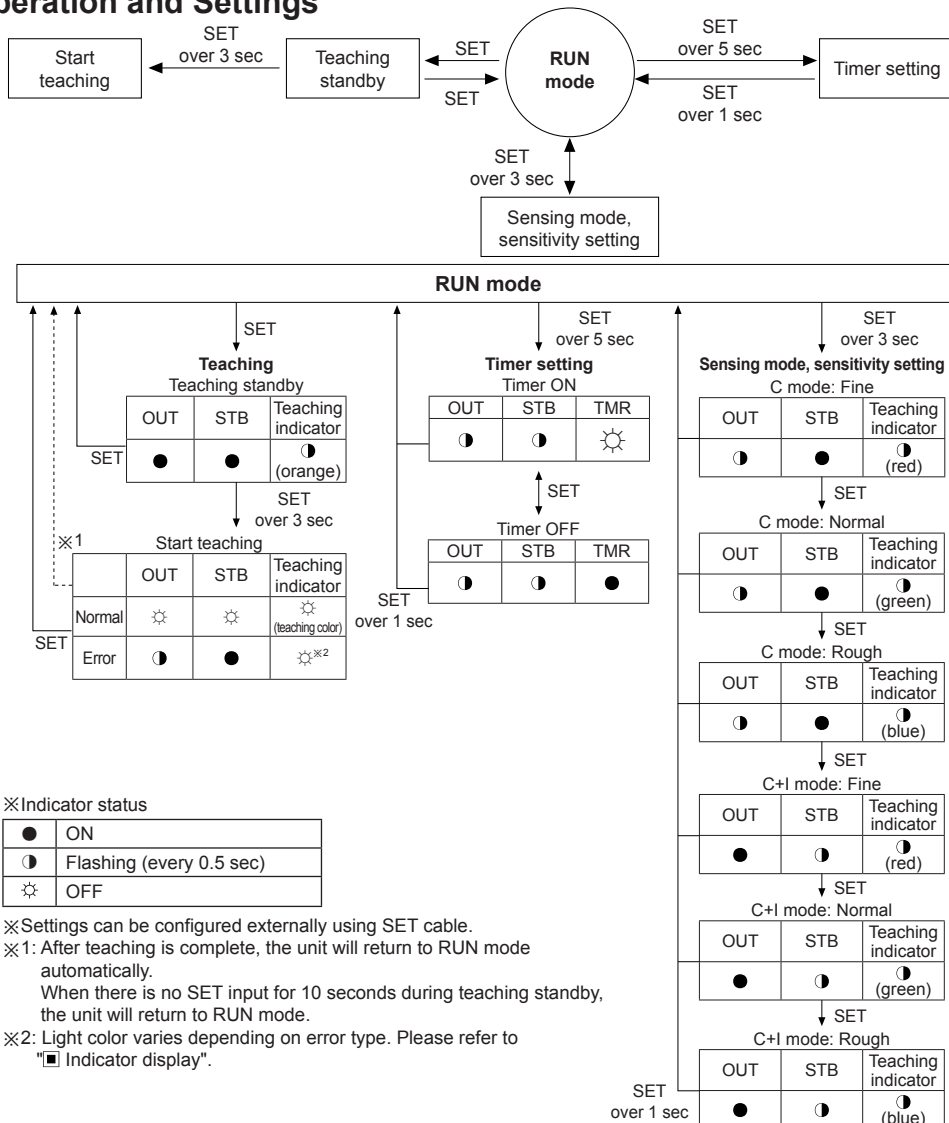 peration and Settings
Start
teaching
SET
over 3 sec
Teaching
standby
SET
SET
RUN
mode
SET
over 5 sec
SET
over 1 sec
Timer setting
SET
over 3 sec
Sensing mode,
sensitivity setting
RUN mode
SET
Teaching
Teaching standby
OUT STB Teaching
indicator
● ● ◑
(orange)
SET
SET
over 3 sec
※1
Start teaching
OUT STB Teaching
indicator
Normal ☼ ☼ ☼
(teaching color)
Error ◑ ● ☼※2
SET
SET
over 5 sec
Timer setting
Timer ON
OUT STB TMR
◑ ◑ ☼
SET
Timer OFF
OUT STB TMR
◑ ◑ ●
SET
over 1 sec
SET
over 3 sec
Sensing mode, sensitivity setting
C mode: Fine
OUT STB Teaching
indicator
◑ ● ◑
(red)
SET
C mode: Normal
OUT STB Teaching
indicator
◑ ● ◑
(green)
SET
C mode: Rough
OUT STB Teaching
indicator
◑ ● ◑
(blue)
SET
C+I mode: Fine
OUT STB Teaching
indicator
● ◑ ◑
(red)
SET
C+I mode: Normal
OUT STB Teaching
indicator
● ◑ ◑
(green)
SET
C+I mode: Rough
OUT STB Teaching
indicator
● ◑ ◑
(blue)
SET
over 1 sec
※Indicator status
● ON
◑ Flashing (every 0.5 sec)
☼ OFF
※Settings can be configured externally using SET cable.
※1: After teaching is complete, the unit will return to RUN mode
automatically.
When there is no SET input for 10 seconds during teaching standby,
the unit will return to RUN mode.
※2: Light color varies depending on error type. Please refer to
"▣ Indicator display".